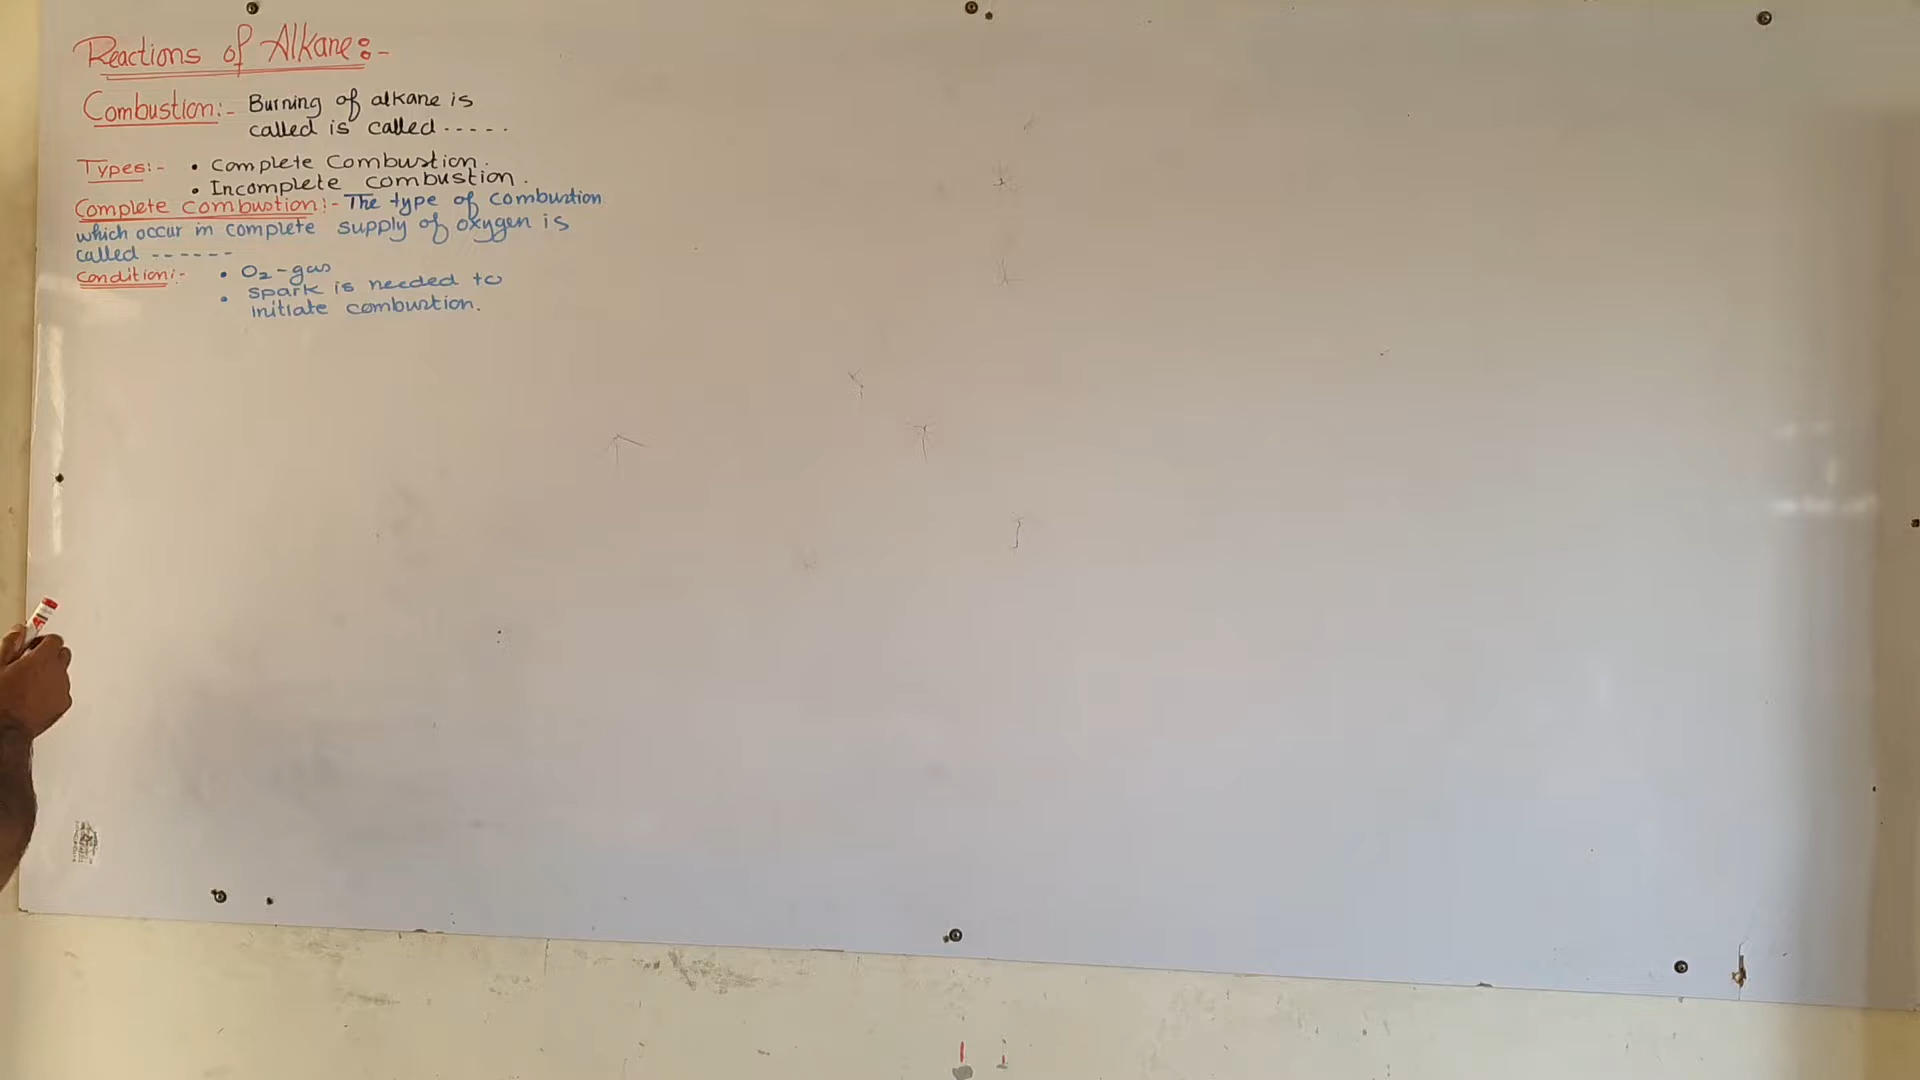 Reactions of Alkane:-
Combustion:- Burning of alkane is
called is called -----
Types:- • Complete Combustion.
• Incomplete combustion.
Complete combustion:- The type of combustion
which occur in complete supply of oxygen is
called ------
Condition:- • O₂-gas
• spark is needed to
initiate combustion.